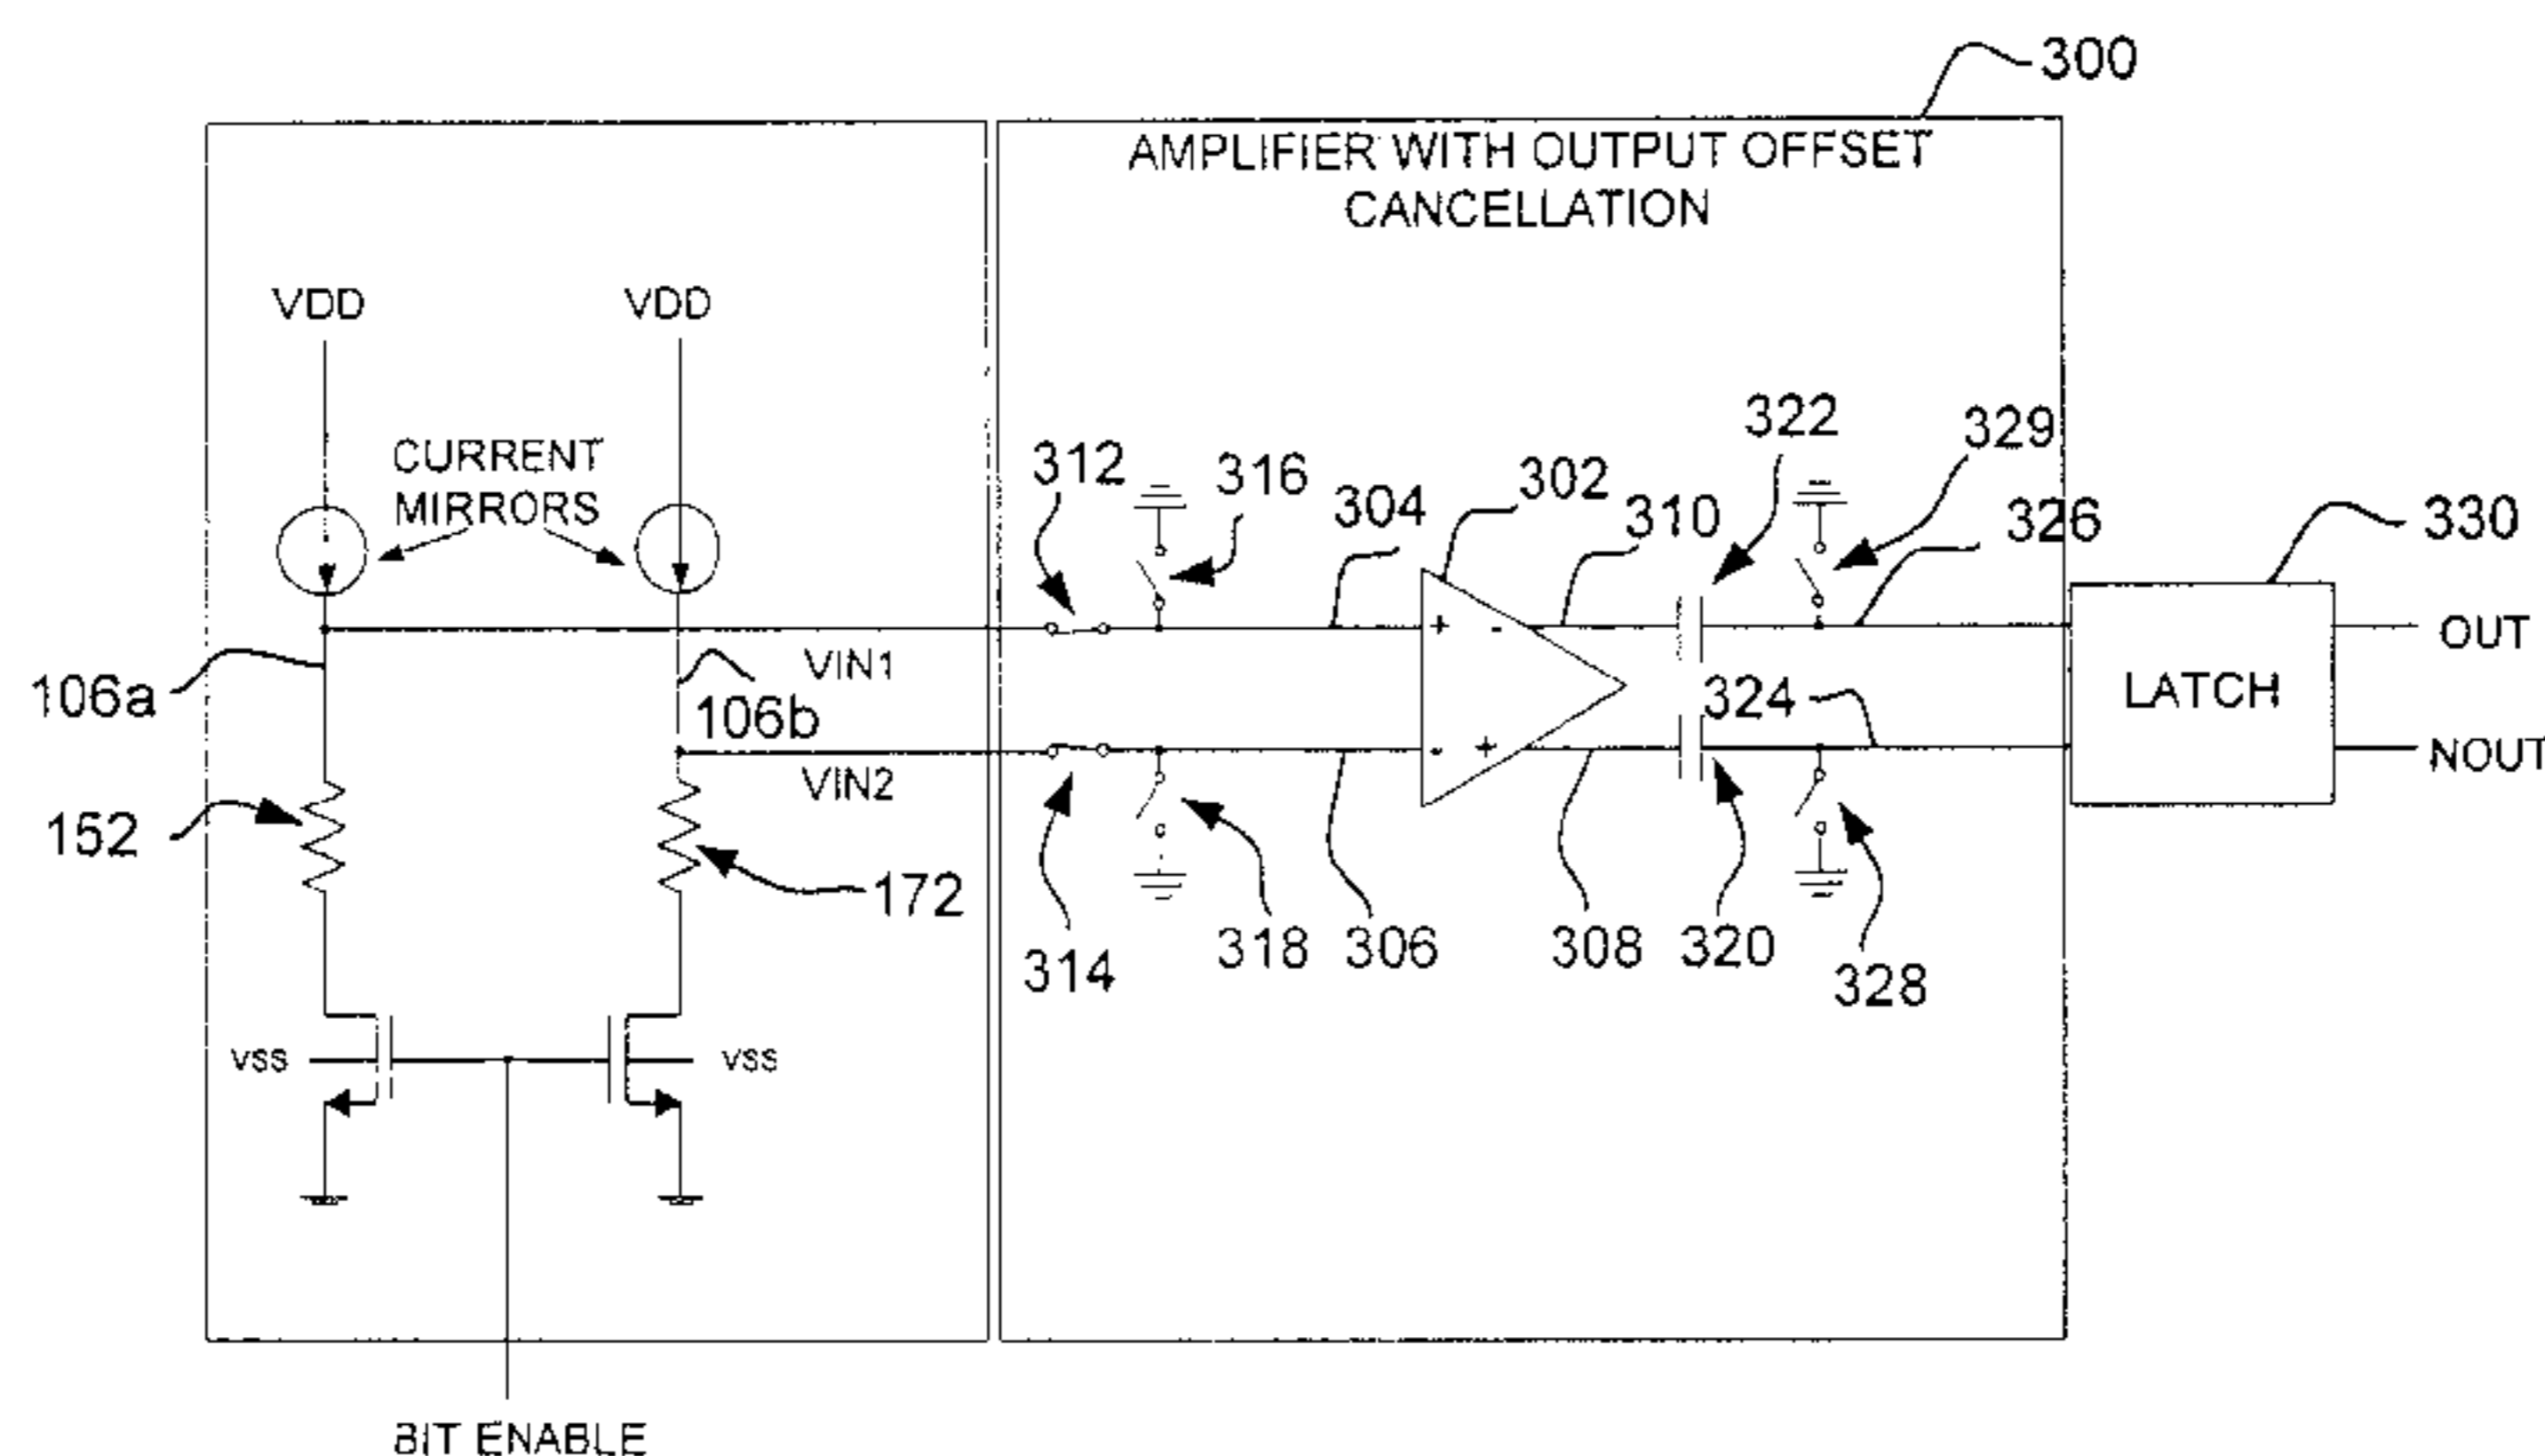 300
AMPLIFIER WITH OUTPUT OFFSET
CANCELLATION
VDD
VDD
CURRENT
MIRRORS
312
316
304
302
310
322
329
326
330
106a
VIN1
106b
VIN2
152
172
314
318
306
308
324
320
328
LATCH
OUT
NOUT
+
-
-
+
VSS
VSS
BIT ENABLE